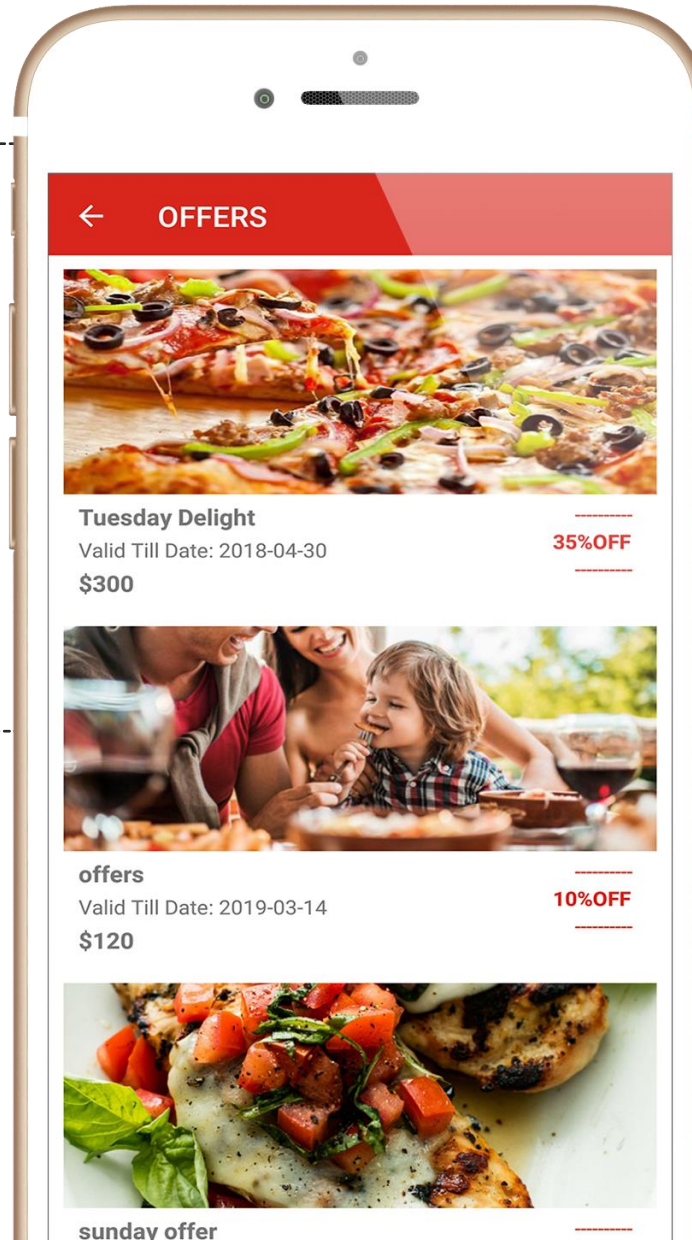 OFFERS
Tuesday Delight
----------
Valid Till Date: 2018-04-30
35%OFF
----------
$300
offers
----------
Valid Till Date: 2019-03-14
10%OFF
----------
$120
sunday offer
----------